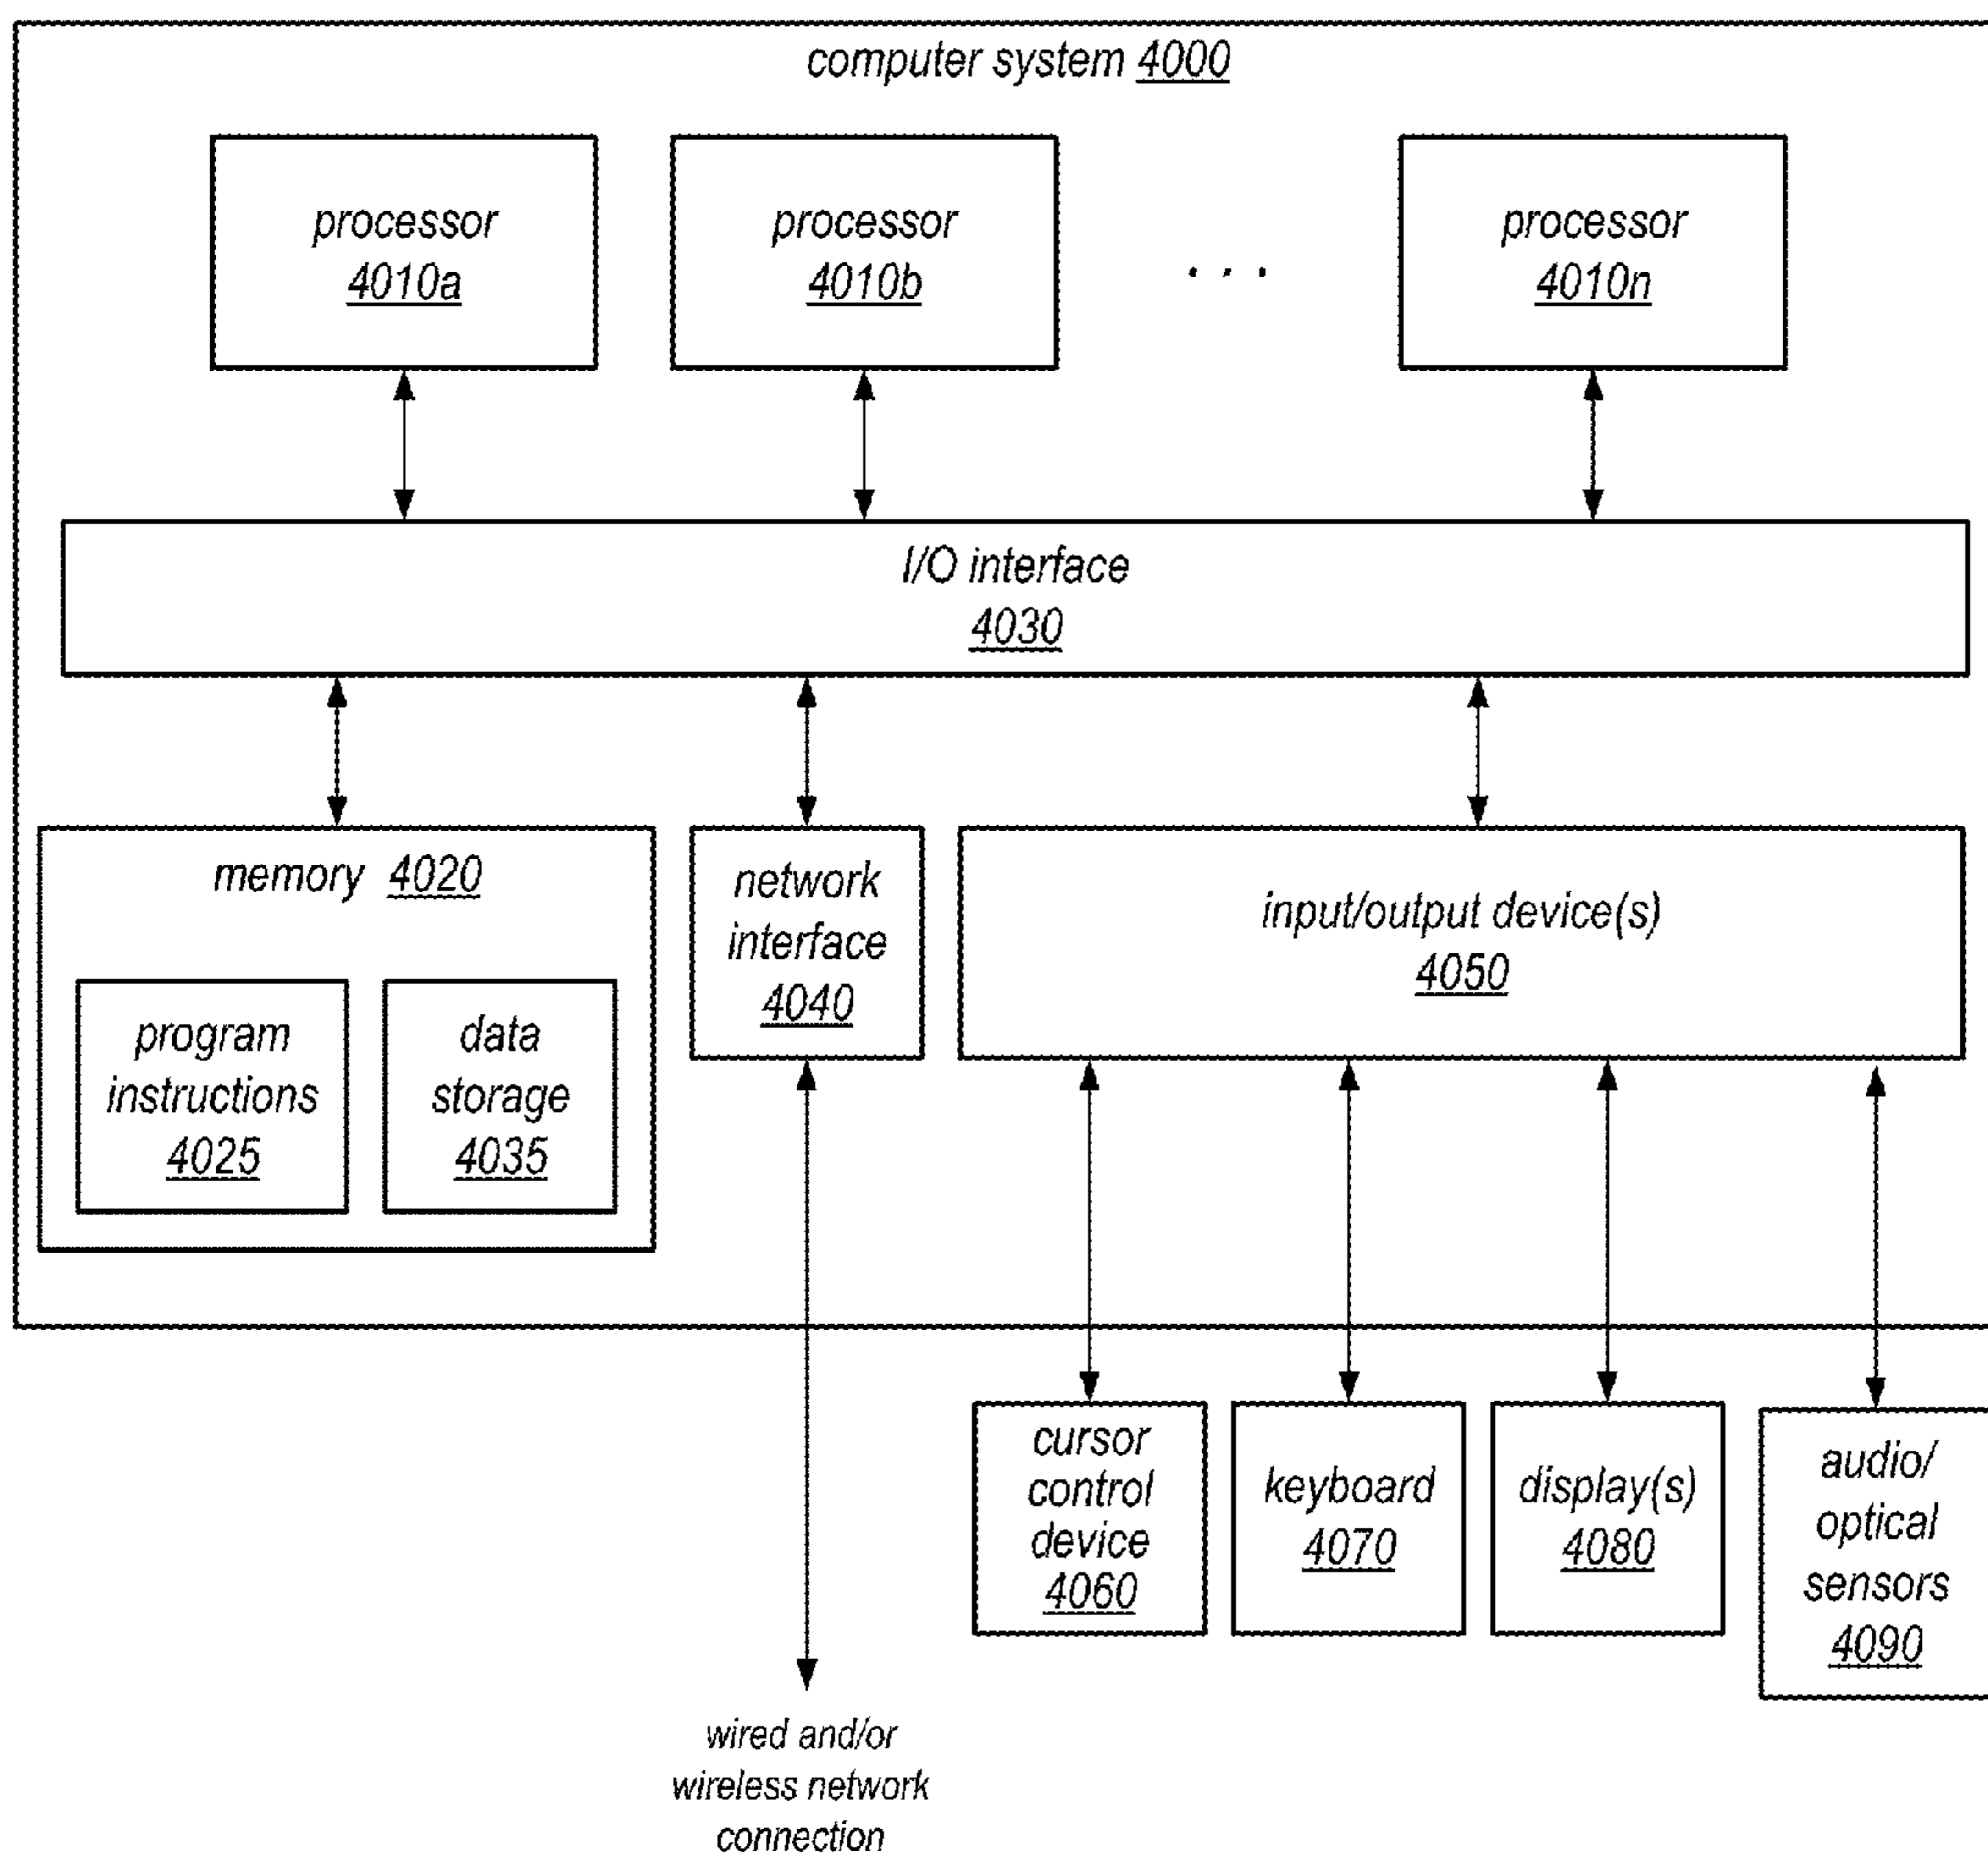 computer system 4000
processor
4010a
processor
4010b
. . .
processor
4010n
I/O interface
4030
memory 4020
program
instructions
4025
data
storage
4035
network
interface
4040
input/output device(s)
4050
cursor
control
device
4060
keyboard
4070
display(s)
4080
audio/
optical
sensors
4090
wired and/or
wireless network
connection